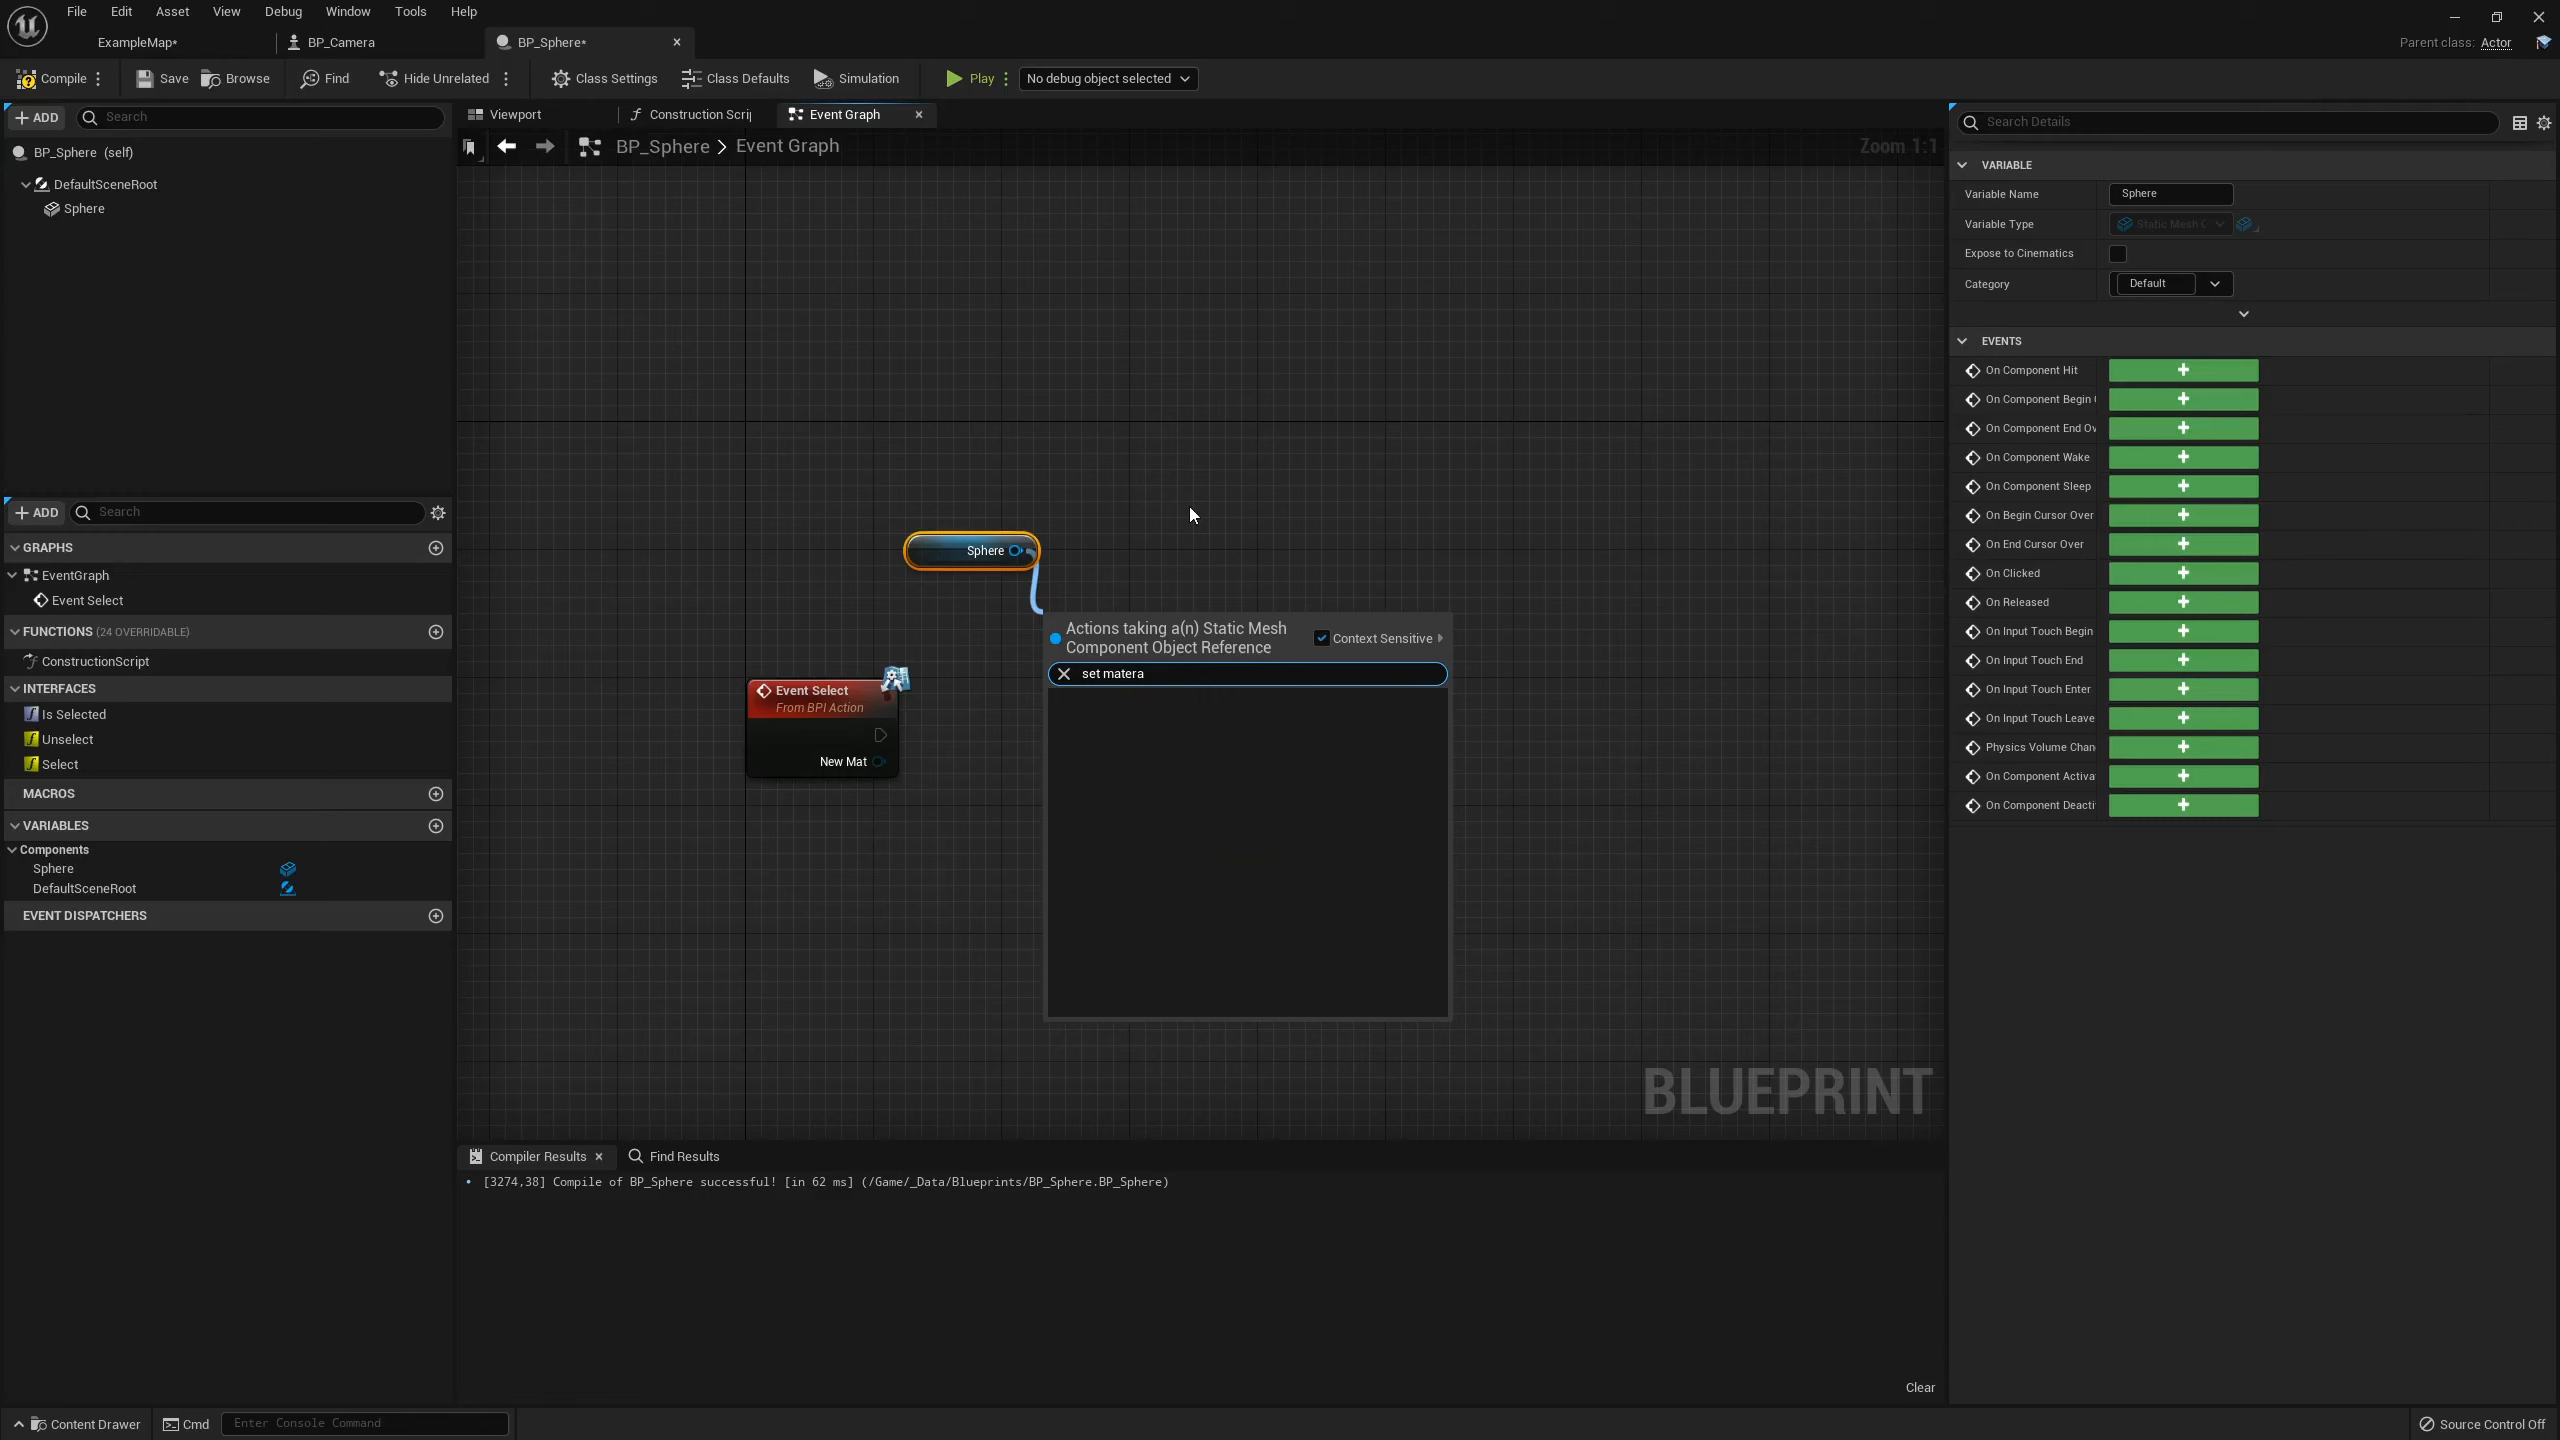 File Edit Asset View Debug Window Tools Help
ExampleMap* BP_Camera BP_Sphere* Parent class: Actor
Compile Save Browse Find Hide Unrelated Class Settings Class Defaults Simulation Play No debug object selected
ADD Search
BP_Sphere (self)
DefaultSceneRoot
Sphere
ADD Search
GRAPHS
EventGraph
Event Select
FUNCTIONS (24 OVERRIDABLE)
ConstructionScript
INTERFACES
Is Selected
Unselect
Select
MACROS
VARIABLES
Components
Sphere
DefaultSceneRoot
EVENT DISPATCHERS
Viewport Construction Scrip Event Graph
BP_Sphere > Event Graph Zoom 1:1
Sphere
Event Select
From BPI Action
New Mat
Actions taking a(n) Static Mesh
Component Object Reference
Context Sensitive
set matera
BLUEPRINT
Compiler Results Find Results
• [3274,38] Compile of BP_Sphere successful! [in 62 ms] (/Game/_Data/Blueprints/BP_Sphere.BP_Sphere)
Clear
Search Details
VARIABLE
Variable Name Sphere
Variable Type Static Mesh C
Expose to Cinematics
Category Default
EVENTS
On Component Hit
On Component Begin
On Component End Ov
On Component Wake
On Component Sleep
On Begin Cursor Over
On End Cursor Over
On Clicked
On Released
On Input Touch Begin
On Input Touch End
On Input Touch Enter
On Input Touch Leave
Physics Volume Chan
On Component Activa
On Component Deacti
Content Drawer Cmd Enter Console Command Source Control Off